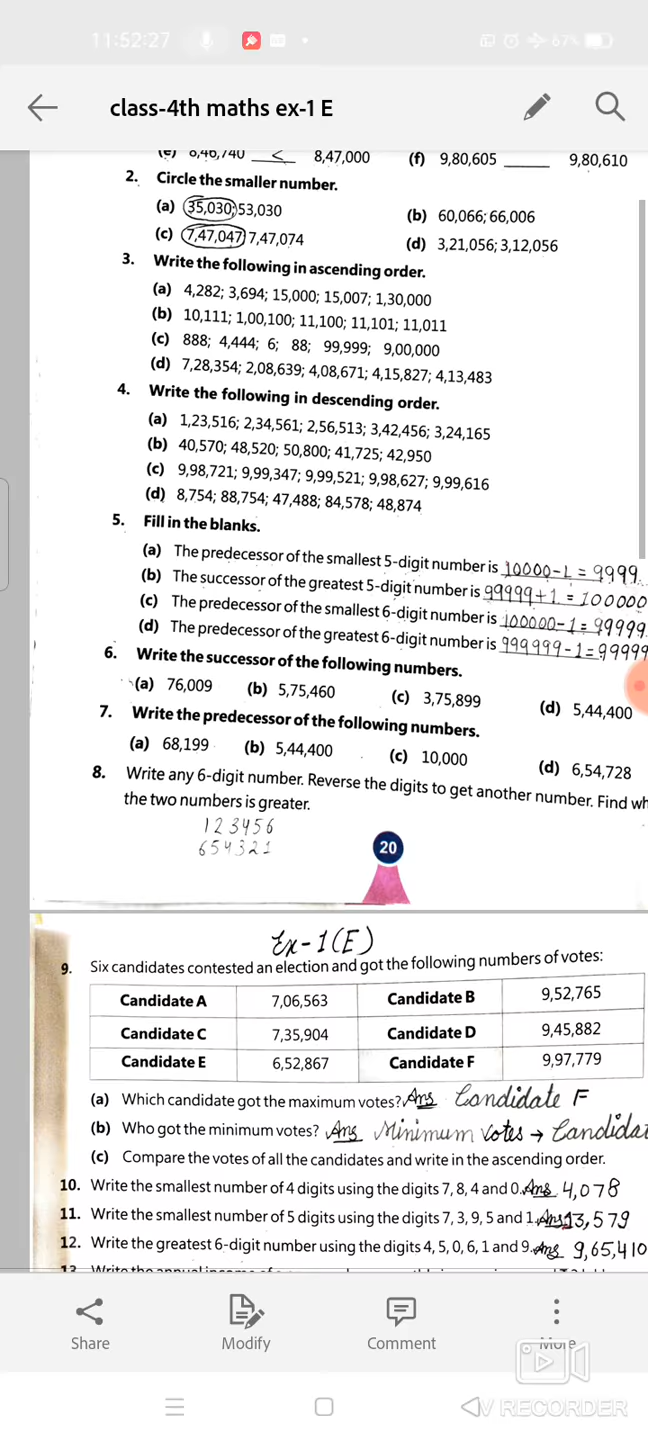 11:52:27
67%
class-4th maths ex-1 E
(e) 8,46,740 < 8,47,000 (f) 9,80,605 ______ 9,80,610
2. Circle the smaller number.
(a) 35,030; 53,030 (b) 60,066; 66,006
(c) 7,47,047; 7,47,074 (d) 3,21,056; 3,12,056
3. Write the following in ascending order.
(a) 4,282; 3,694; 15,000; 15,007; 1,30,000
(b) 10,111; 1,00,100; 11,100; 11,101; 11,011
(c) 888; 4,444; 6; 88; 99,999; 9,00,000
(d) 7,28,354; 2,08,639; 4,08,671; 4,15,827; 4,13,483
4. Write the following in descending order.
(a) 1,23,516; 2,34,561; 2,56,513; 3,42,456; 3,24,165
(b) 40,570; 48,520; 50,800; 41,725; 42,950
(c) 9,98,721; 9,99,347; 9,99,521; 9,98,627; 9,99,616
(d) 8,754; 88,754; 47,488; 84,578; 48,874
5. Fill in the blanks.
(a) The predecessor of the smallest 5-digit number is 10000-1 = 9999.
(b) The successor of the greatest 5-digit number is 99999+1 = 100000
(c) The predecessor of the smallest 6-digit number is 100000-1 = 99999
(d) The predecessor of the greatest 6-digit number is 999999-1=99999
6. Write the successor of the following numbers.
(a) 76,009 (b) 5,75,460 (c) 3,75,899 (d) 5,44,400
7. Write the predecessor of the following numbers.
(a) 68,199 (b) 5,44,400 (c) 10,000 (d) 6,54,728
8. Write any 6-digit number. Reverse the digits to get another number. Find wh
the two numbers is greater.
123456
654321
20
Ex-1(E)
9. Six candidates contested an election and got the following numbers of votes:
Candidate A 7,06,563 Candidate B 9,52,765
Candidate C 7,35,904 Candidate D 9,45,882
Candidate E 6,52,867 Candidate F 9,97,779
(a) Which candidate got the maximum votes? Ans Candidate F
(b) Who got the minimum votes? Ans Minimum votes → Candidat
(c) Compare the votes of all the candidates and write in the ascending order.
10. Write the smallest number of 4 digits using the digits 7, 8, 4 and 0. Ans 4,078
11. Write the smallest number of 5 digits using the digits 7, 3, 9, 5 and 1. Ans 13,579
12. Write the greatest 6-digit number using the digits 4, 5, 0, 6, 1 and 9. Ans 9,65,410
Share Modify Comment More
V RECORDER